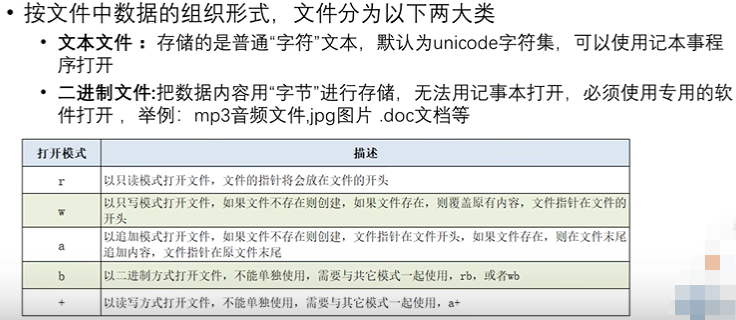 • 按文件中数据的组织形式，文件分为以下两大类
• 文本文件 ：存储的是普通“字符”文本，默认为unicode字符集，可以使用记本事程
序打开
• 二进制文件:把数据内容用“字节”进行存储，无法用记事本打开，必须使用专用的软
件打开 ，举例：mp3音频文件,jpg图片 .doc文档等
打开模式 描述
r 以只读模式打开文件，文件的指针将会放在文件的开头
w 以只写模式打开文件，如果文件不存在则创建，如果文件存在，则覆盖原有内容，文件指针在文件的
开头
a 以追加模式打开文件，如果文件不存在则创建，文件指针在文件开头，如果文件存在，则在文件末尾
追加内容，文件指针在原文件末尾
b 以二进制方式打开文件，不能单独使用，需要与共它模式一起使用，rb，或者wb
+ 以读写方式打开文件，不能单独使用，需要与其它模式一起使用，a+